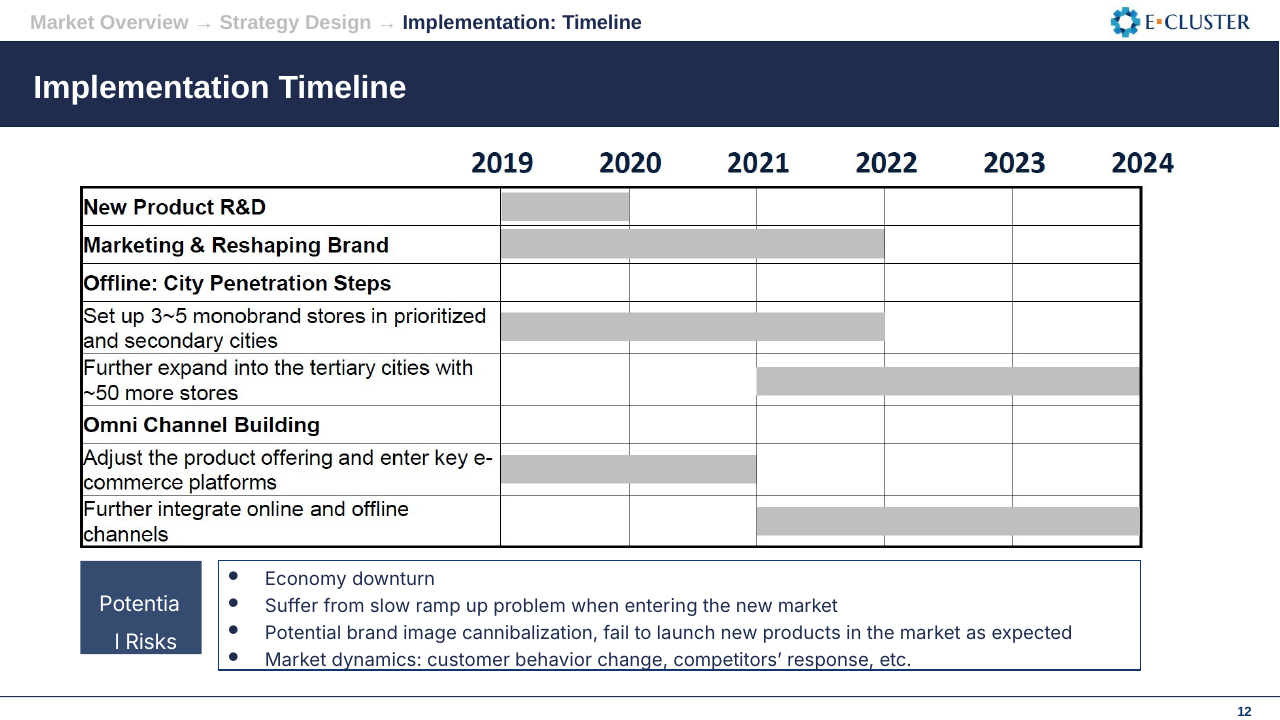 Market Overview → Strategy Design → Implementation: Timeline
E·CLUSTER
Implementation Timeline
2019 2020 2021 2022 2023 2024
New Product R&D
Marketing & Reshaping Brand
Offline: City Penetration Steps
Set up 3~5 monobrand stores in prioritized
and secondary cities
Further expand into the tertiary cities with
~50 more stores
Omni Channel Building
Adjust the product offering and enter key e-
commerce platforms
Further integrate online and offline
channels
Potentia
l Risks
● Economy downturn
● Suffer from slow ramp up problem when entering the new market
● Potential brand image cannibalization, fail to launch new products in the market as expected
● Market dynamics: customer behavior change, competitors’ response, etc.
12